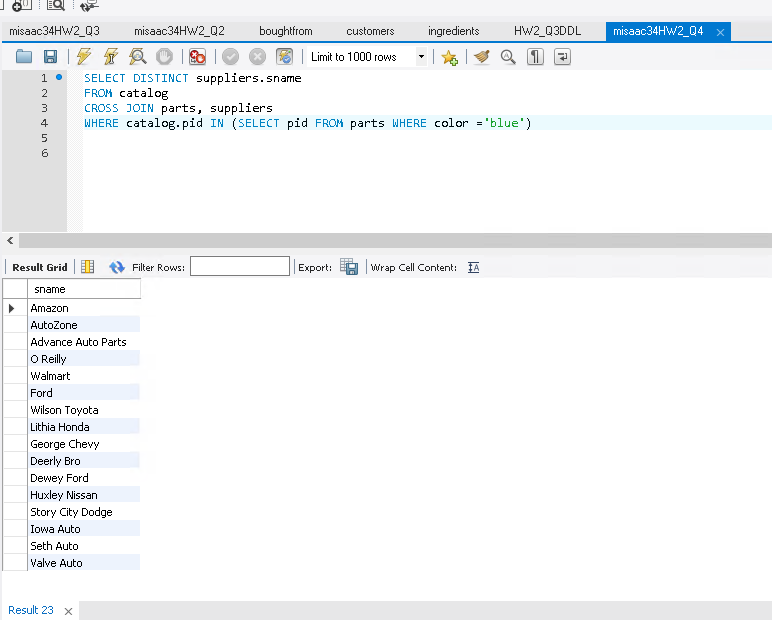 misaac34HW2_Q3 misaac34HW2_Q2 boughtfrom customers ingredients HW2_Q3DDL misaac34HW2_Q4 ×
Limit to 1000 rows
1 SELECT DISTINCT suppliers.sname
2 FROM catalog
3 CROSS JOIN parts, suppliers
4 WHERE catalog.pid IN (SELECT pid FROM parts WHERE color ='blue')
5
6
Result Grid Filter Rows: Export: Wrap Cell Content: IA
sname
Amazon
AutoZone
Advance Auto Parts
O Reilly
Walmart
Ford
Wilson Toyota
Lithia Honda
George Chevy
Deerly Bro
Dewey Ford
Huxley Nissan
Story City Dodge
Iowa Auto
Seth Auto
Valve Auto
Result 23 ×